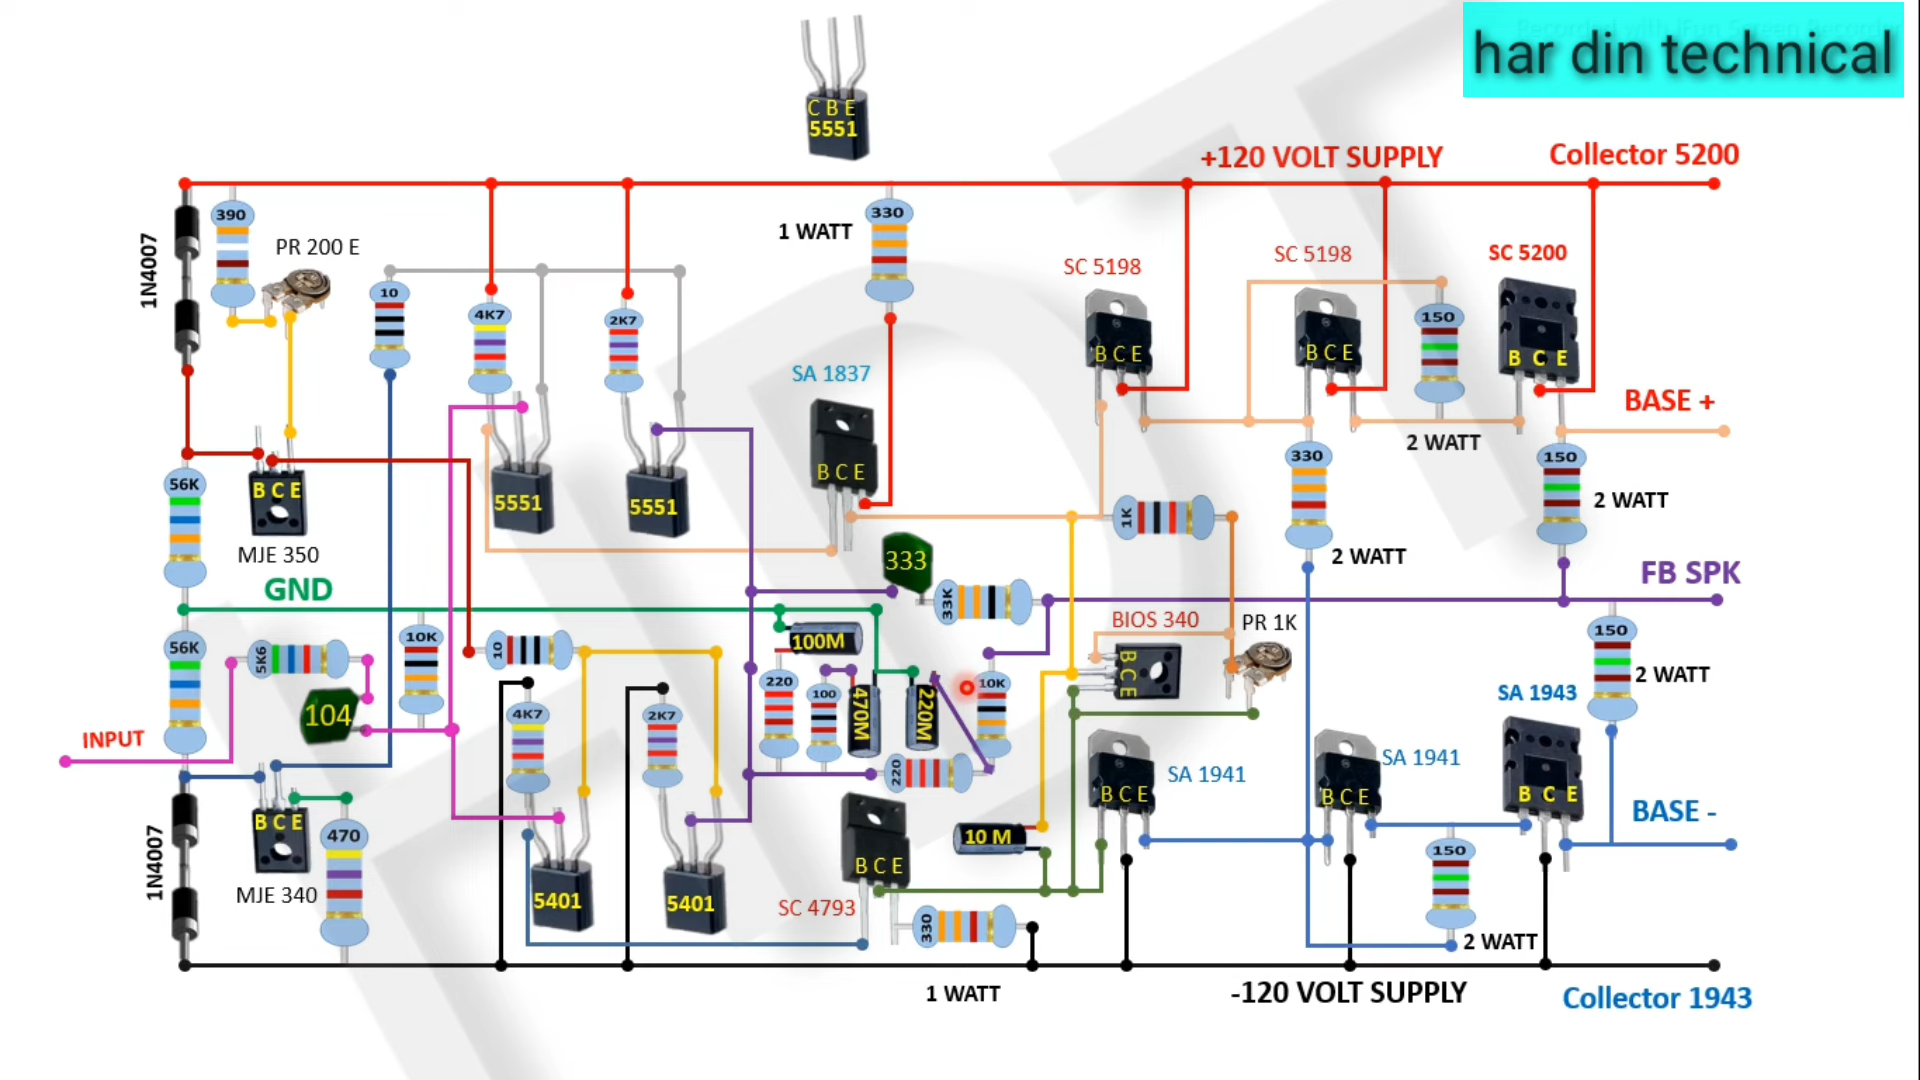 Recorded with iFun Screen Recorder
har din technical
C B E
5551
+120 VOLT SUPPLY
Collector 5200
390
PR 200 E
1N4007
1 WATT
330
10
4K7
2K7
SC 5198
SC 5198
SC 5200
150
B C E
B C E
B C E
SA 1837
BASE +
2 WATT
B C E
56K
B C E
5551
5551
330
150
2 WATT
1K
MJE 350
333
2 WATT
GND
33K
FB SPK
56K
5K6
10K
10
100M
BIOS 340
PR 1K
150
2 WATT
104
220
100
470M
220M
10K
B C E
SA 1943
INPUT
4K7
2K7
220
SA 1941
SA 1941
B C E
B C E
B C E
BASE -
1N4007
B C E
470
10 M
150
B C E
MJE 340
5401
5401
SC 4793
330
2 WATT
1 WATT
-120 VOLT SUPPLY
Collector 1943